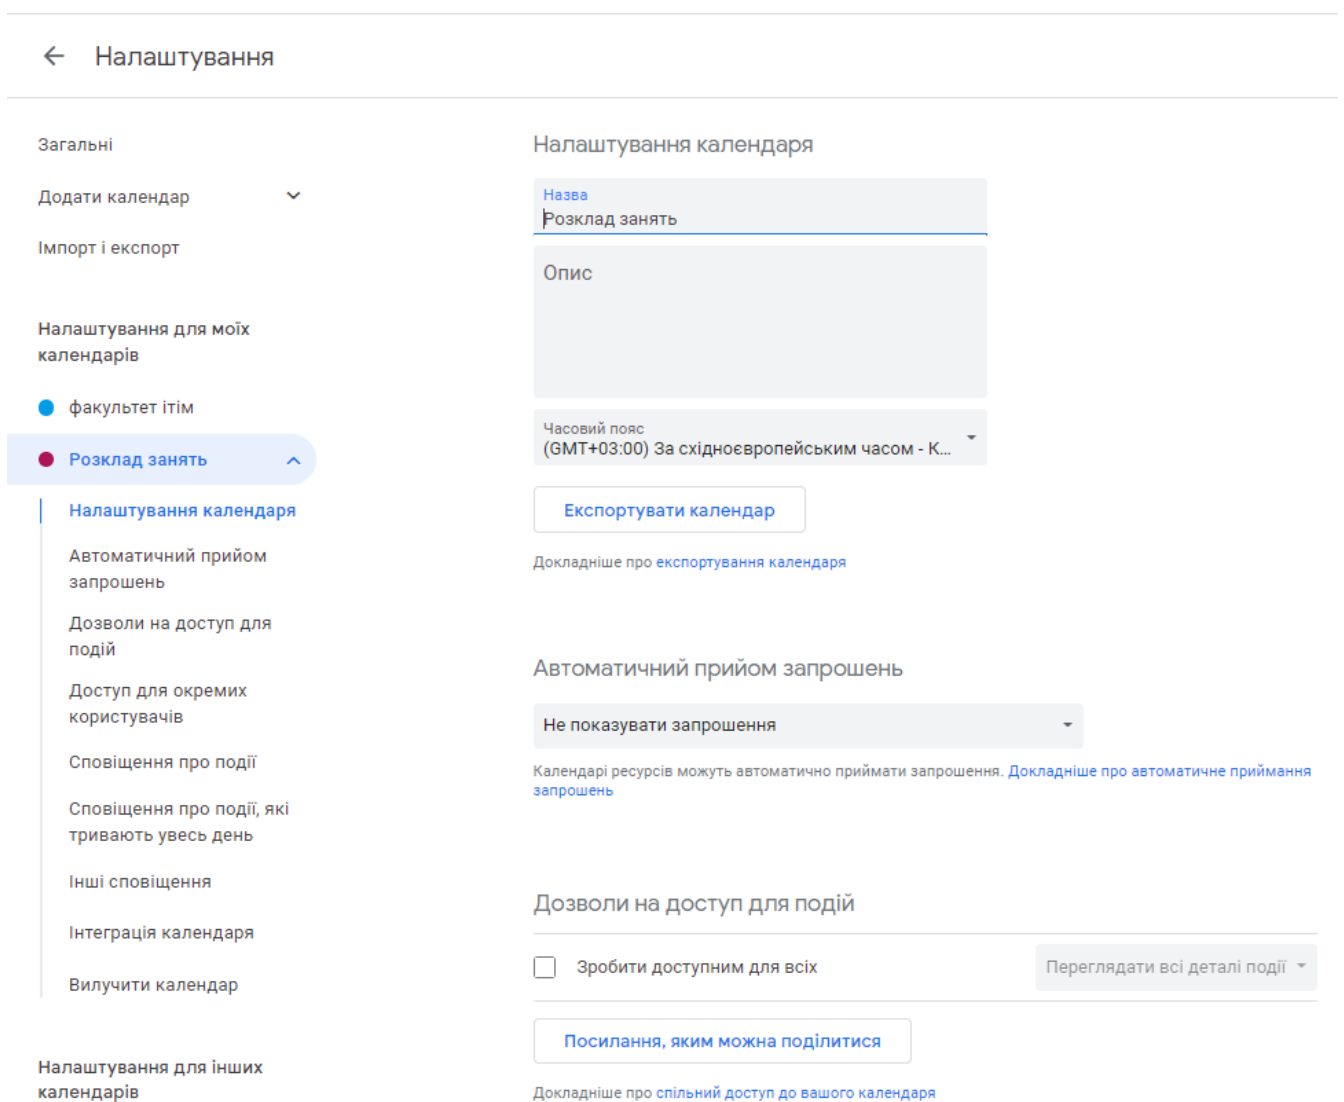 Налаштування
Загальні
Додати календар
Імпорт і експорт
Налаштування для моїх
календарів
факультет ітім
Розклад занять
Налаштування календаря
Автоматичний прийом
запрошень
Дозволи на доступ для
подій
Доступ для окремих
користувачів
Сповіщення про події
Сповіщення про події, які
тривають увесь день
Інші сповіщення
Інтеграція календаря
Вилучити календар
Налаштування для інших
календарів
Налаштування календаря
Назва
Розклад занять
Опис
Часовий пояс
(GMT+03:00) За східноєвропейським часом - К...
Експортувати календар
Докладніше про експортування календаря
Автоматичний прийом запрошень
Не показувати запрошення
Календарі ресурсів можуть автоматично приймати запрошення. Докладніше про автоматичне приймання
запрошень
Дозволи на доступ для подій
Зробити доступним для всіх
Переглядати всі деталі події
Посилання, яким можна поділитися
Докладніше про спільний доступ до вашого календаря